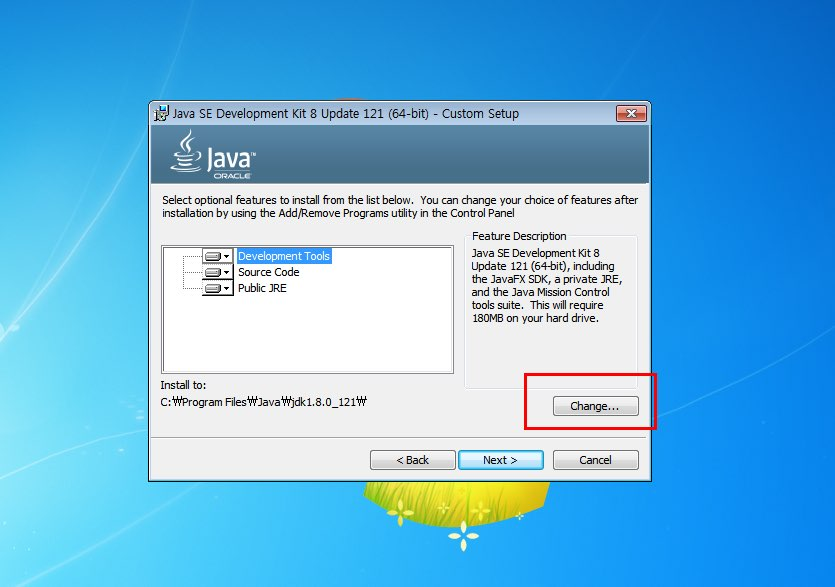 Java SE Development Kit 8 Update 121 (64-bit) - Custom Setup
Java™
ORACLE
Select optional features to install from the list below.  You can change your choice of features after
installation by using the Add/Remove Programs utility in the Control Panel
Development Tools
Source Code
Public JRE
Feature Description
Java SE Development Kit 8
Update 121 (64-bit), including
the JavaFX SDK, a private JRE,
and the Java Mission Control
tools suite.  This will require
180MB on your hard drive.
Install to:
C:₩Program Files₩Java₩jdk1.8.0_121₩
Change...
< Back
Next >
Cancel